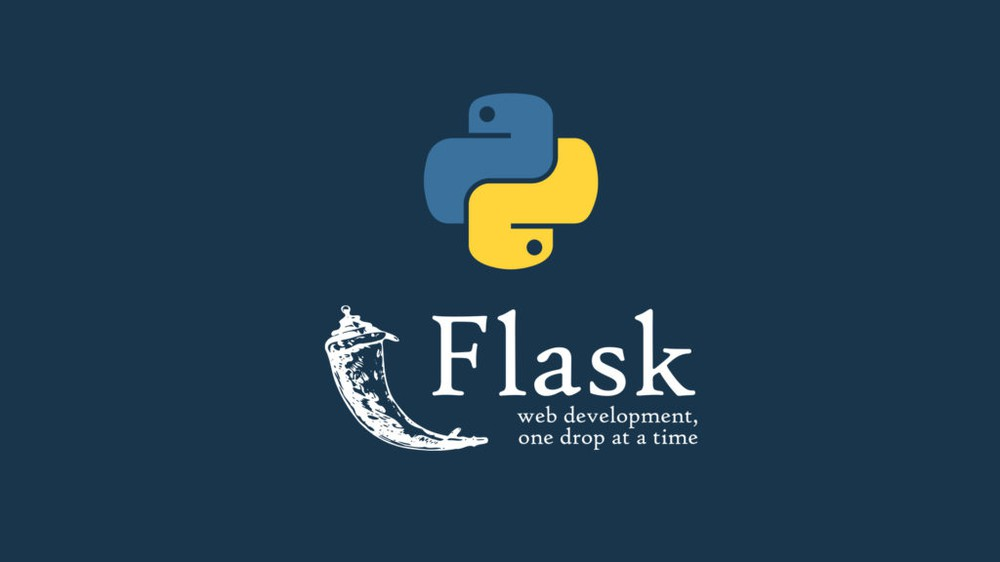 Flask
web development,
one drop at a time